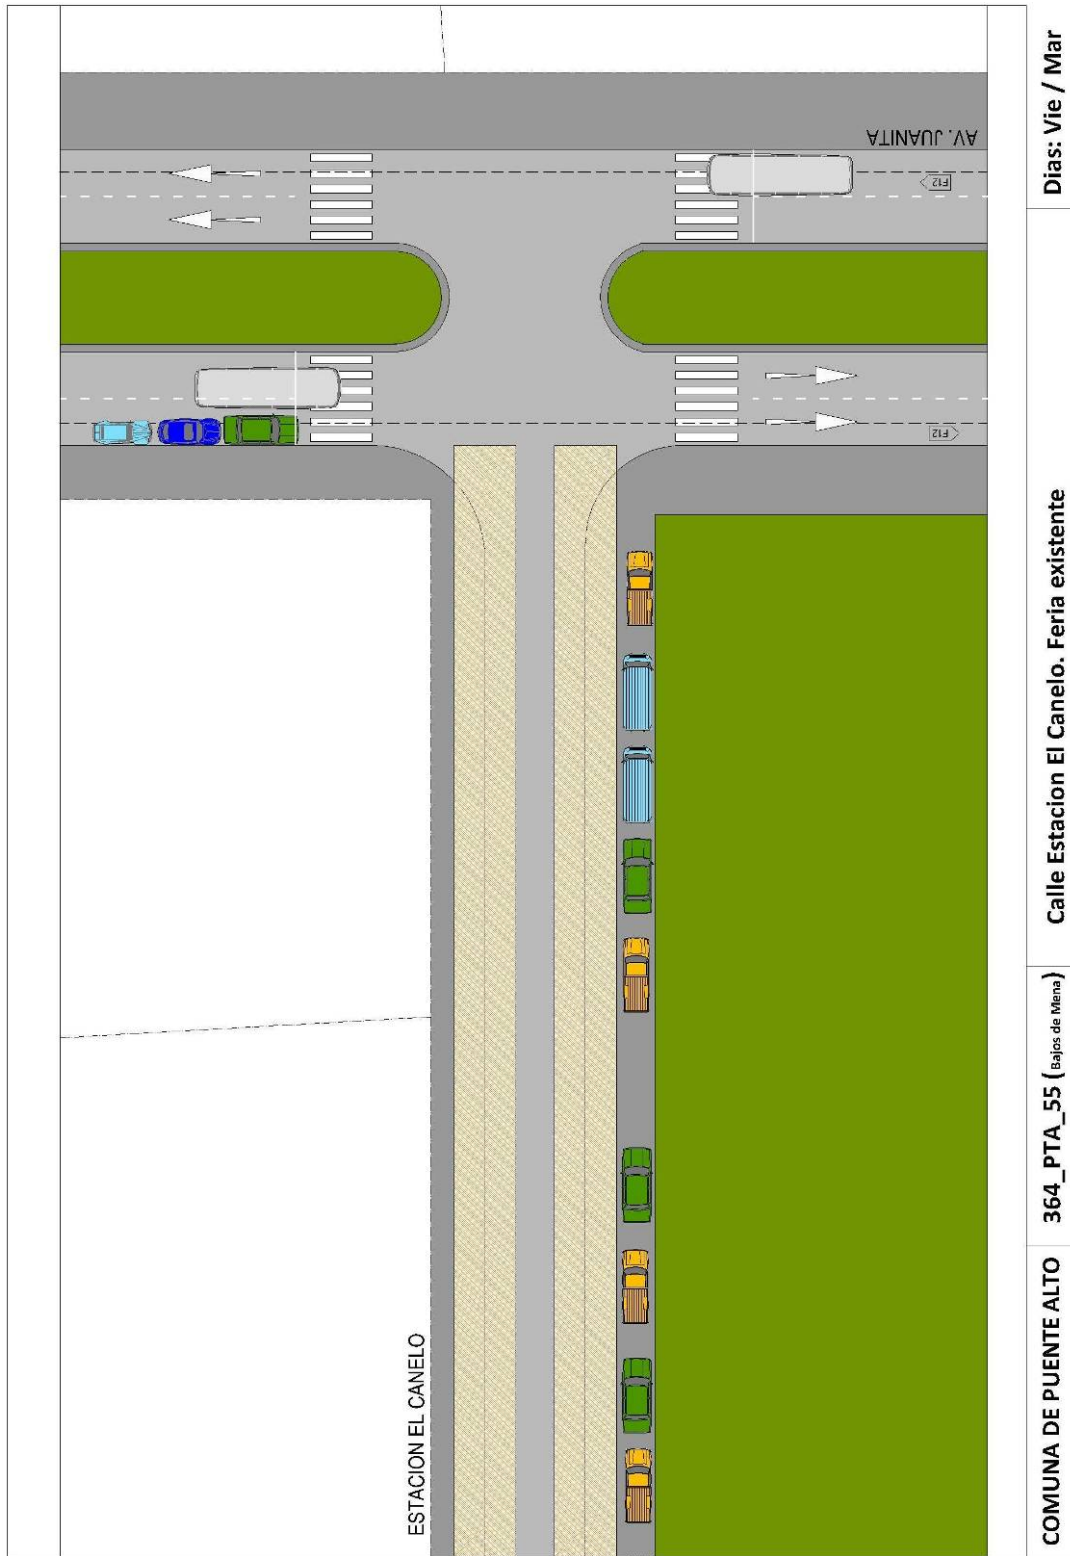 AV. JUANITA
F12
F12
ESTACION EL CANELO
COMUNA DE PUENTE ALTO
364_PTA_55 (Bajos de Mena)
Calle Estacion El Canelo. Feria existente
Dias: Vie / Mar